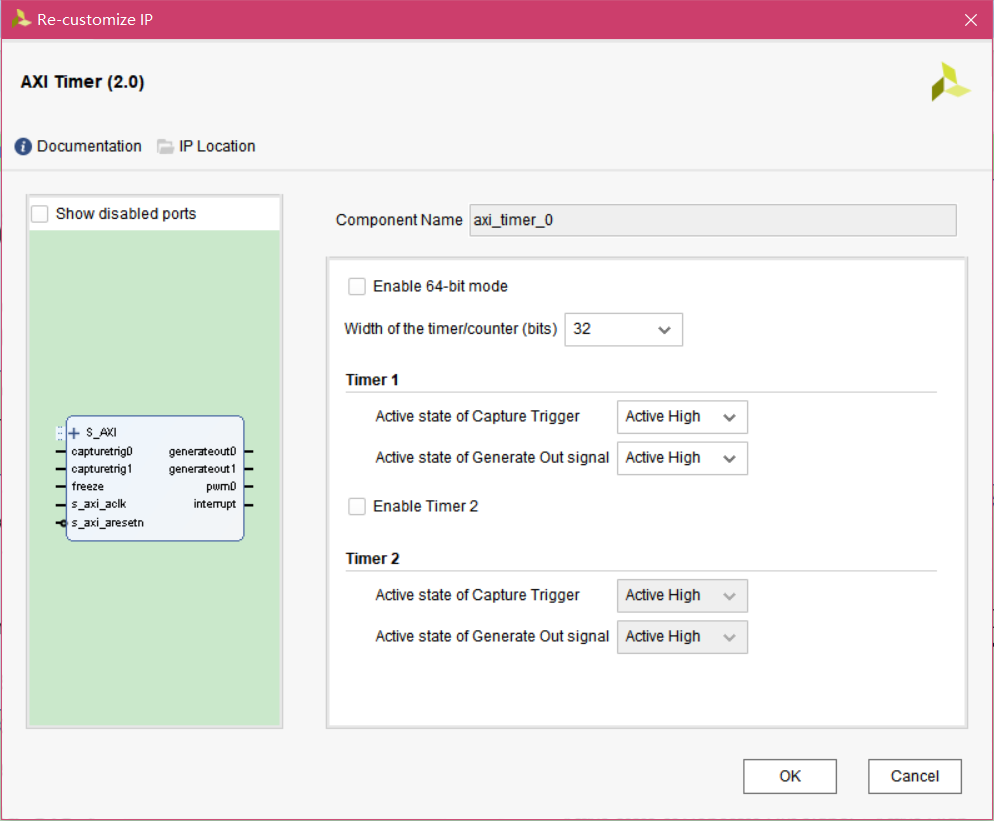 Re-customize IP
AXI Timer (2.0)
Documentation IP Location
Show disabled ports
S_AXI
capturetrig0 generateout0
capturetrig1 generateout1
freeze pwm0
s_axi_aclk interrupt
s_axi_aresetn
Component Name axi_timer_0
Enable 64-bit mode
Width of the timer/counter (bits) 32
Timer 1
Active state of Capture Trigger Active High
Active state of Generate Out signal Active High
Enable Timer 2
Timer 2
Active state of Capture Trigger Active High
Active state of Generate Out signal Active High
OK Cancel